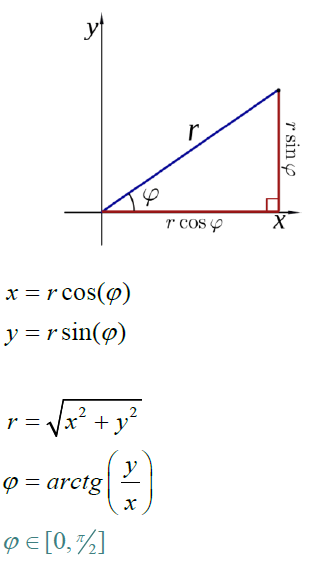 y
r
r sin φ
φ
r cos φ
X
x = r cos(φ)
y = r sin(φ)
r = √(x² + y²)
φ = arctg(y/x)
φ ∈ [0, π/2]